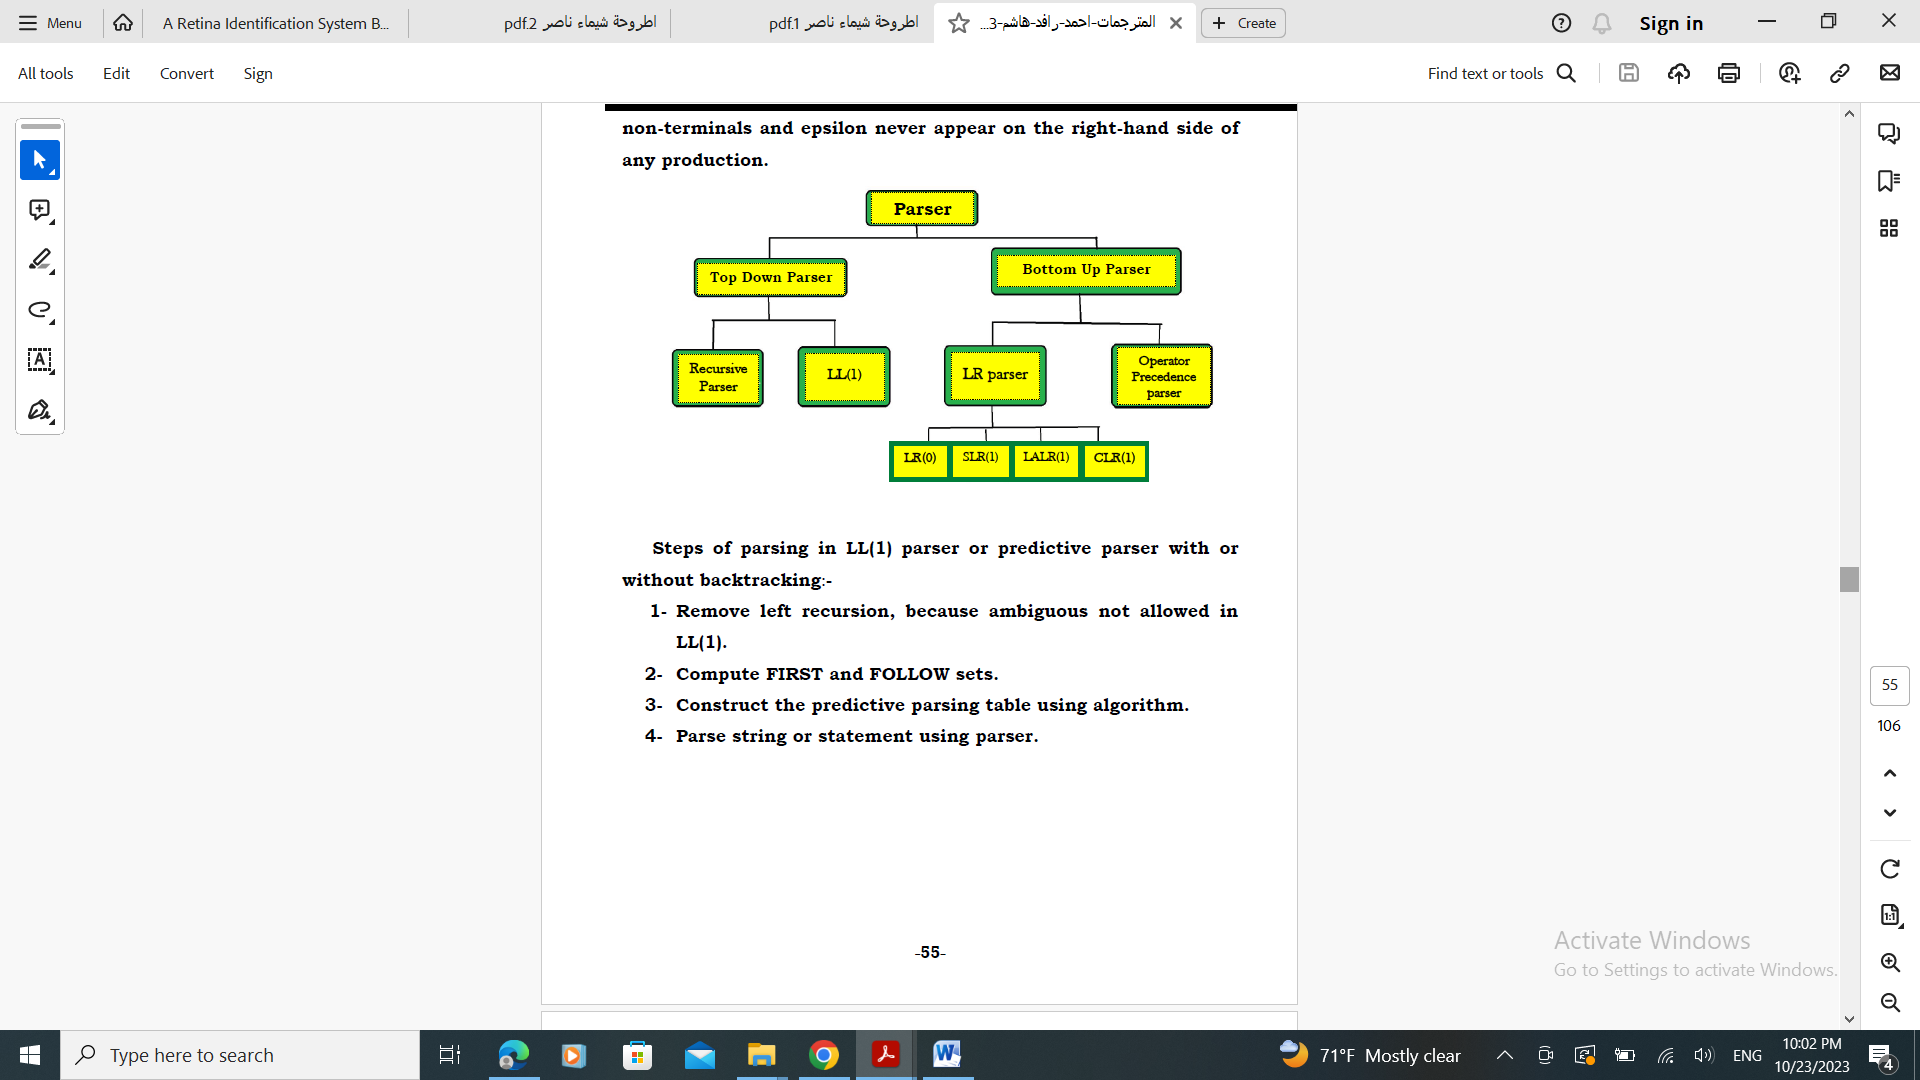 Menu
A Retina Identification System B...
اطروحة شيماء ناصر 2.pdf
اطروحة شيماء ناصر 1.pdf
المترجمات-احمد-رافد-هاشم-3...
Create
Sign in
All tools
Edit
Convert
Sign
Find text or tools
non-terminals and epsilon never appear on the right-hand side of
any production.
Parser
Top Down Parser
Bottom Up Parser
Recursive
Parser
LL(1)
LR parser
Operator
Precedence
parser
LR(0)
SLR(1)
LALR(1)
CLR(1)
Steps of parsing in LL(1) parser or predictive parser with or
without backtracking:-
1- Remove left recursion, because ambiguous not allowed in
LL(1).
2- Compute FIRST and FOLLOW sets.
3- Construct the predictive parsing table using algorithm.
4- Parse string or statement using parser.
-55-
55
106
1:1
Activate Windows
Go to Settings to activate Windows.
Type here to search
71°F Mostly clear
ENG
10:02 PM
10/23/2023
4